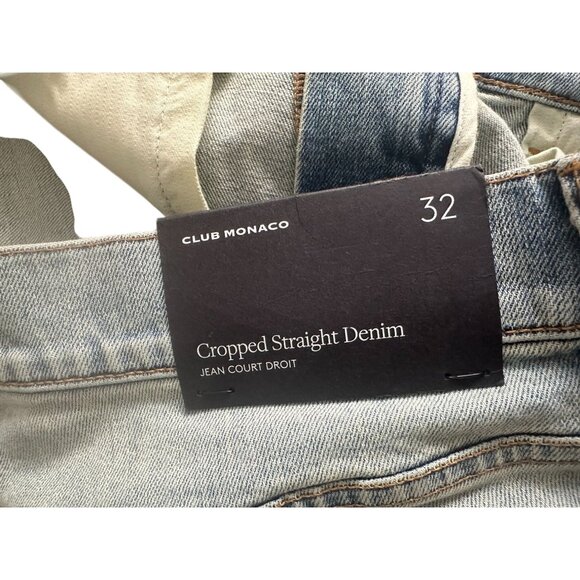 CLUB MONACO
32
Cropped Straight Denim
JEAN COURT DROIT